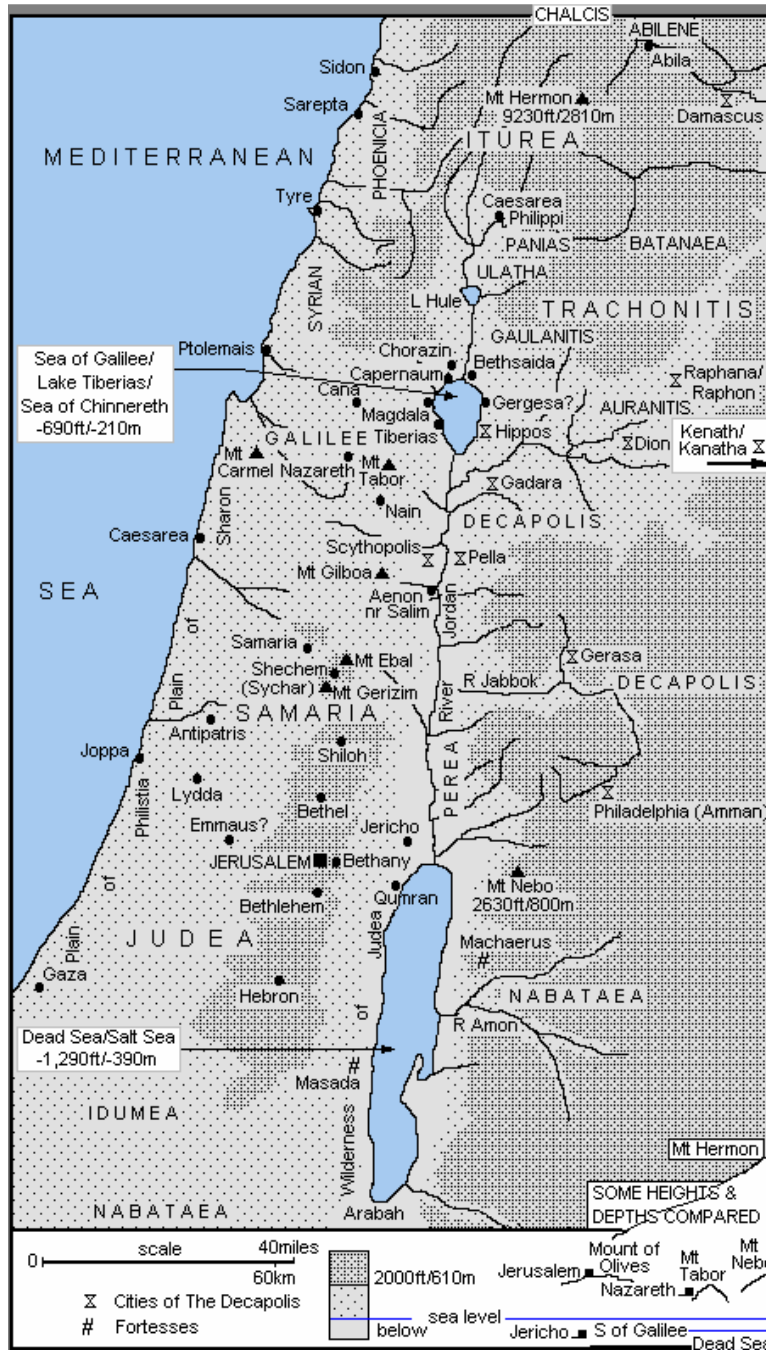 CHALCIS
ABILENE
Abila
Sidon
Mt Hermon
9230ft/2810m
Damascus
Sarepta
PHOENICIA
ITUREA
MEDITERRANEAN
Tyre
Caesarea
Philippi
PANIAS
BATANAEA
ULATHA
L Hule
SYRIAN
TRACHONITIS
GAULANITIS
Ptolemais
Sea of Galilee/
Lake Tiberias/
Sea of Chinnereth
-690ft/-210m
Chorazin
Bethsaida
Capernaum
Raphana/
Raphon
Cana
Magdala
Gergesa?
AURANITIS
GALILEE
Tiberias
Hippos
Dion
Kenath/
Kanatha
Mt
Carmel
Nazareth
Mt
Tabor
Gadara
Nain
DECAPOLIS
Sharon
Caesarea
Scythopolis
Pella
Mt Gilboa
SEA
Aenon
nr Salim
Jordan
of
Samaria
Mt Ebal
Shechem
(Sychar)
Mt Gerizim
Gerasa
R Jabbok
DECAPOLIS
Plain
SAMARIA
River
Antipatris
Shiloh
Joppa
PEREA
Lydda
Philistia
Bethel
Philadelphia (Amman)
Emmaus?
Jericho
JERUSALEM
Bethany
Mt Nebo
2630ft/800m
Qumran
Bethlehem
of
JUDEA
Judea
Plain
Machaerus
Gaza
Hebron
NABATAEA
of
R Amon
Dead Sea/Salt Sea
-1,290ft/-390m
Masada
IDUMEA
Wilderness
NABATAEA
Arabah
Mt Hermon
SOME HEIGHTS &
DEPTHS COMPARED
scale
40miles
0
60km
Cities of The Decapolis
# Fortesses
2000ft/610m
sea level
below
Mount of
Olives
Jerusalem
Mt
Tabor
Mt
Nebo
Nazareth
Jericho
S of Galilee
Dead Sea